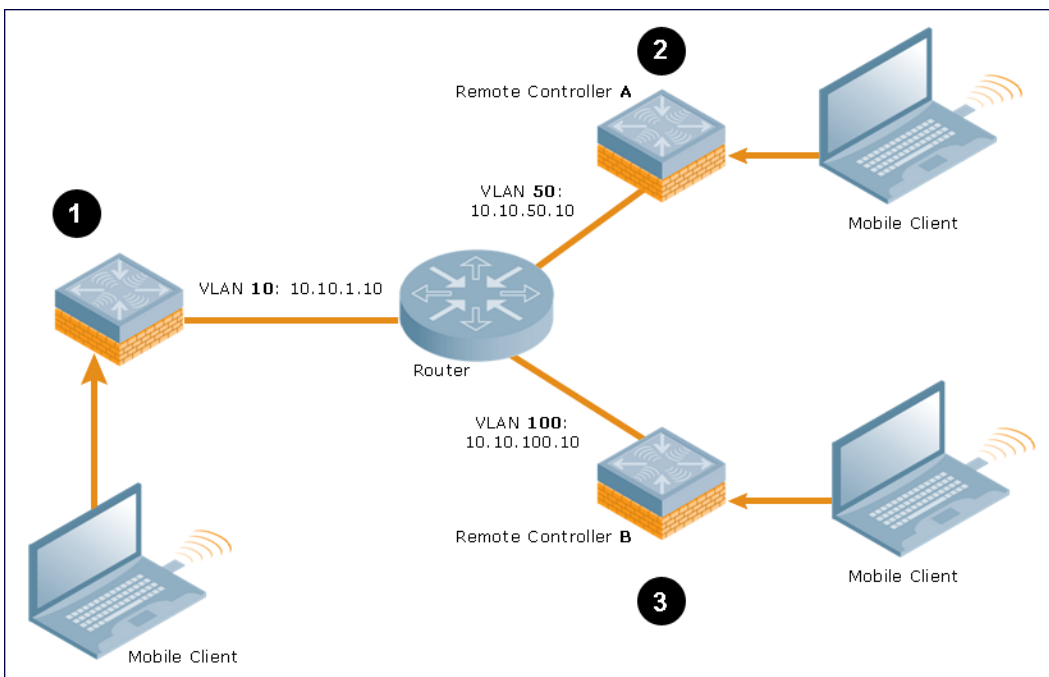 2
Remote Controller A
VLAN 50:
10.10.50.10
Mobile Client
1
VLAN 10: 10.10.1.10
Router
VLAN 100:
10.10.100.10
Remote Controller B
Mobile Client
3
Mobile Client